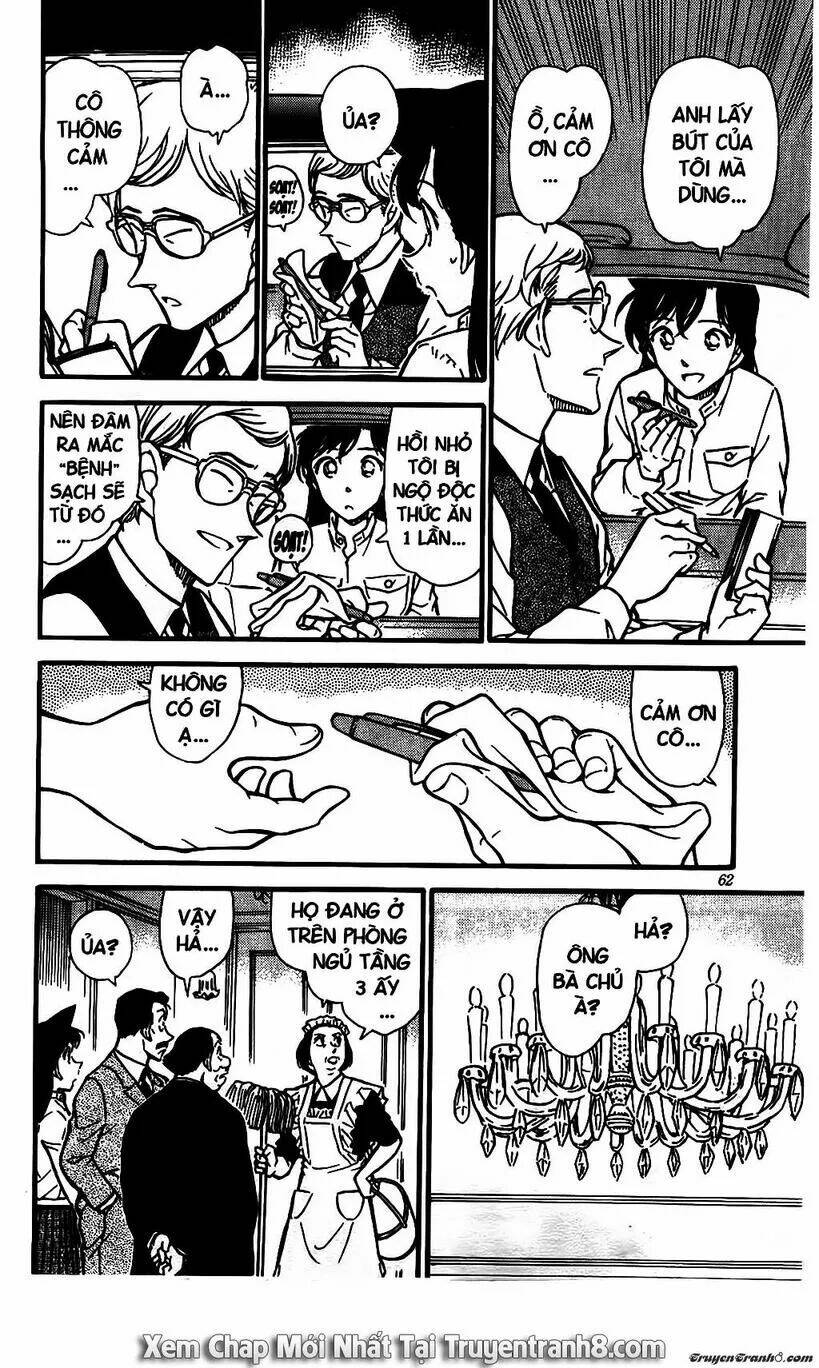 ANH LẤY
BÚT CỦA
TÔI MÀ
DÙNG...
Ồ, CẢM
ƠN CÔ
...
ỦA?
SOẠT!
SOẠT!
À...
CÔ
THÔNG
CẢM
...
HỒI NHỎ
TÔI BỊ
NGỘ ĐỘC
THỨC ĂN
1 LẦN...
SOẠT!
NÊN ĐÂM
RA MẮC
“BỆNH”
SẠCH SẼ
TỪ ĐÓ
...
CẢM ƠN
CÔ...
KHÔNG
CÓ GÌ
Ạ...
62
HẢ?
ÔNG
BÀ CHỦ
À?
HỌ ĐANG Ở
TRÊN PHÒNG
NGỦ TẦNG
3 ẤY
...
VẬY
HẢ...
ỦA?
Xem Chap Mới Nhất Tại Truyentranh8.com
TruyenTranh8.com